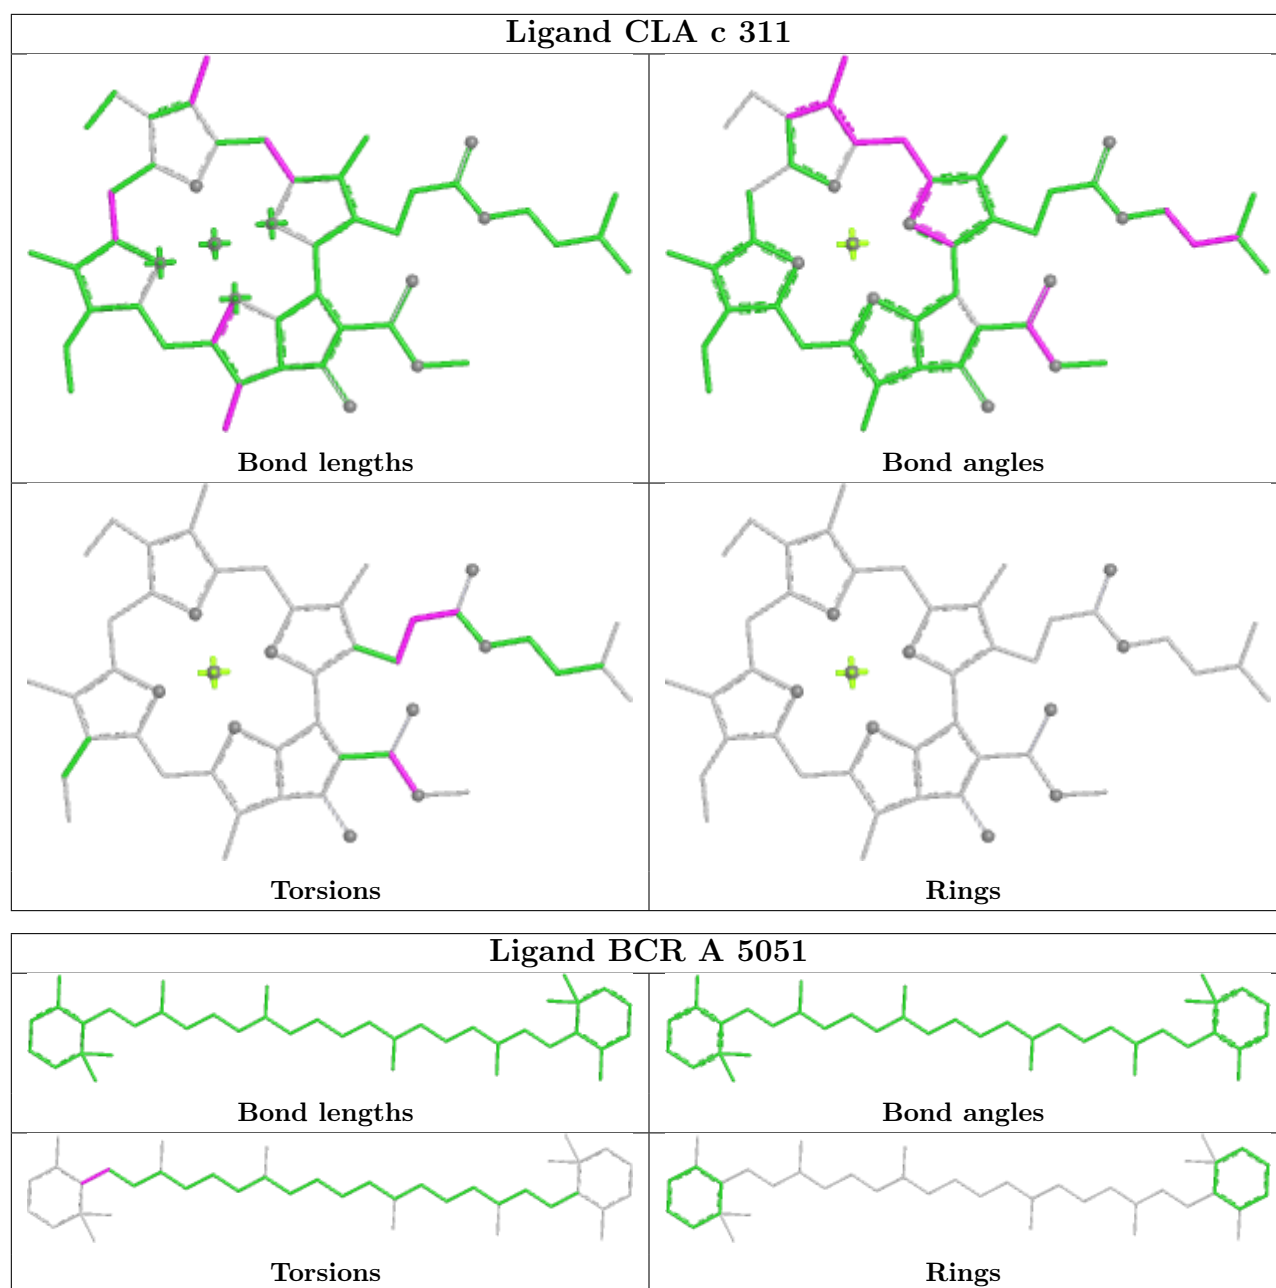 Ligand CLA c 311
Bond lengths
Bond angles
Torsions
Rings
Ligand BCR A 5051
Bond lengths
Bond angles
Torsions
Rings